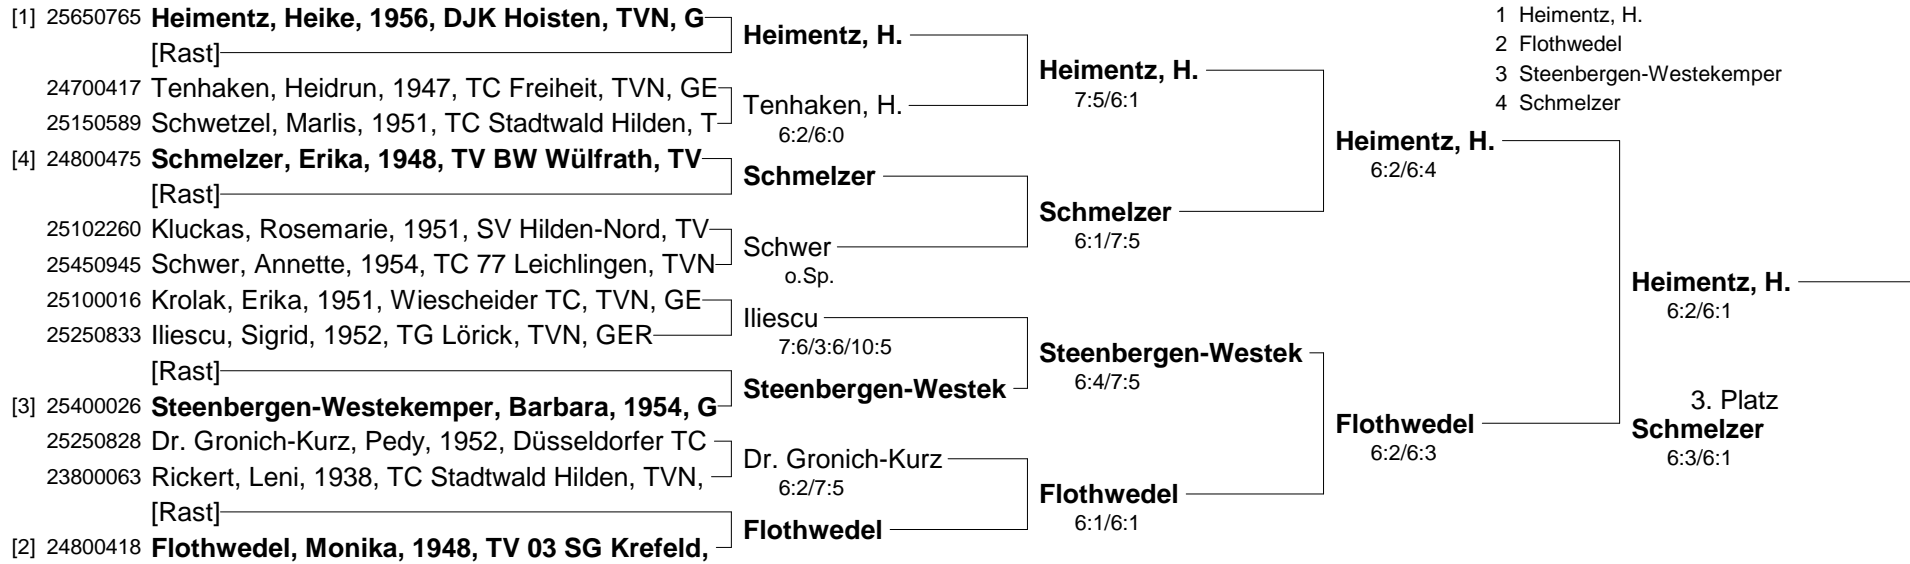 [1] 25650765 Heimentz, Heike, 1956, DJK Hoisten, TVN, G
[Rast]
24700417 Tenhaken, Heidrun, 1947, TC Freiheit, TVN, GE
25150589 Schwetzel, Marlis, 1951, TC Stadtwald Hilden, T
[4] 24800475 Schmelzer, Erika, 1948, TV BW Wülfrath, TV
[Rast]
25102260 Kluckas, Rosemarie, 1951, SV Hilden-Nord, TV
25450945 Schwer, Annette, 1954, TC 77 Leichlingen, TVN
25100016 Krolak, Erika, 1951, Wiescheider TC, TVN, GE
25250833 Iliescu, Sigrid, 1952, TG Lörick, TVN, GER
[Rast]
[3] 25400026 Steenbergen-Westekemper, Barbara, 1954, G
25250828 Dr. Gronich-Kurz, Pedy, 1952, Düsseldorfer TC
23800063 Rickert, Leni, 1938, TC Stadtwald Hilden, TVN,
[Rast]
[2] 24800418 Flothwedel, Monika, 1948, TV 03 SG Krefeld,
Heimentz, H.
Tenhaken, H.
6:2/6:0
Schmelzer
Schwer
o.Sp.
Iliescu
7:6/3:6/10:5
Steenbergen-Westek
Dr. Gronich-Kurz
6:2/7:5
Flothwedel
Heimentz, H.
7:5/6:1
Schmelzer
6:1/7:5
Steenbergen-Westek
6:4/7:5
Flothwedel
6:1/6:1
Heimentz, H.
6:2/6:4
Flothwedel
6:2/6:3
Heimentz, H.
6:2/6:1
3. Platz
Schmelzer
6:3/6:1
1 Heimentz, H.
2 Flothwedel
3 Steenbergen-Westekemper
4 Schmelzer